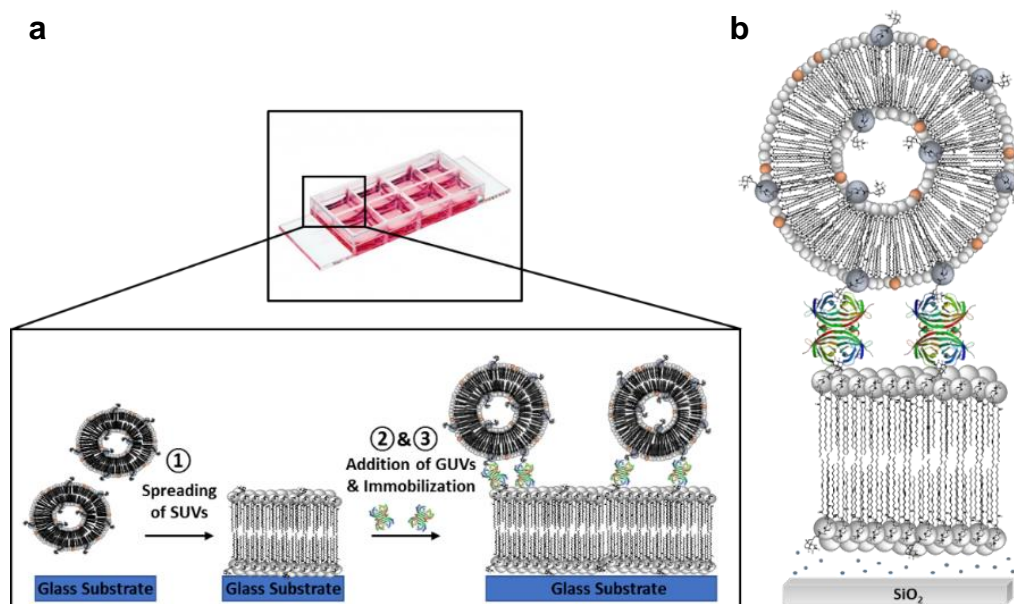 a
b
① 
Spreading
of SUVs
② & ③
Addition of GUVs
& Immobilization
Glass Substrate
Glass Substrate
Glass Substrate
SiO₂